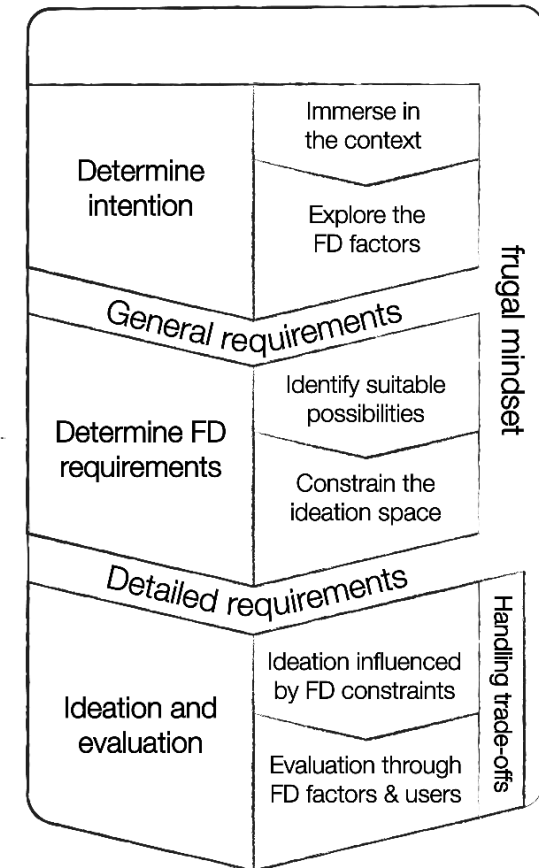 Determine
intention
Immerse in
the context
Explore the
FD factors
frugal mindset
General requirements
Determine FD
requirements
Identify suitable
possibilities
Constrain the
ideation space
Detailed requirements
Ideation and
evaluation
Ideation influenced
by FD constraints
Evaluation through
FD factors & users
Handling trade-offs